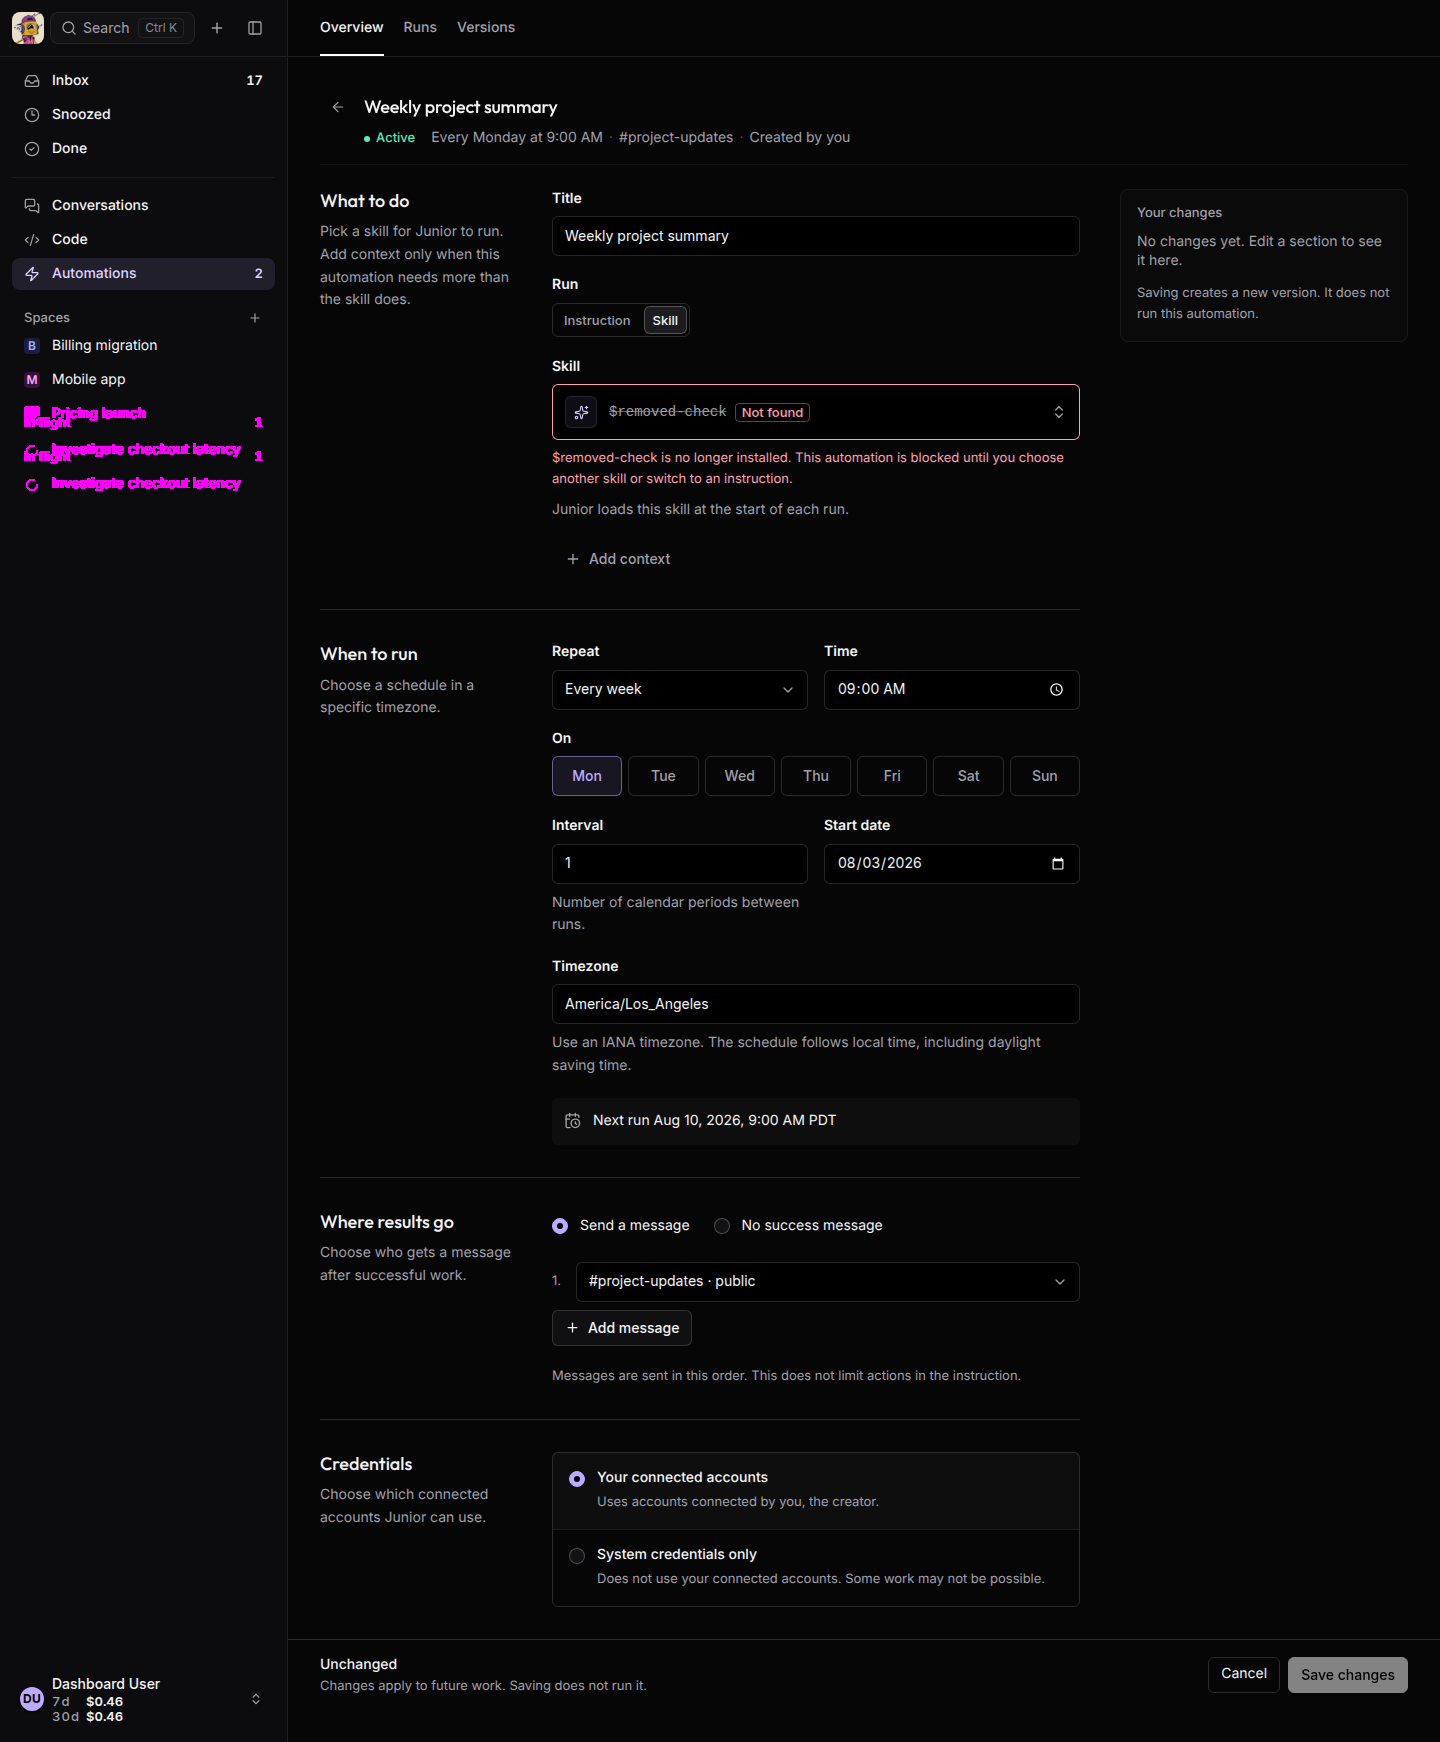 Search Ctrl K
Overview Runs Versions
Inbox 17
Snoozed
Done
Conversations
Code
Automations 2
Spaces
B Billing migration
M Mobile app
Pricing launch
In flight 1
Investigate checkout latency
In flight 1
Investigate checkout latency
DU
Dashboard User
7d $0.46
30d $0.46
Weekly project summary
Active Every Monday at 9:00 AM · #project-updates · Created by you
What to do
Pick a skill for Junior to run.
Add context only when this
automation needs more than
the skill does.
Title
Weekly project summary
Run
Instruction Skill
Skill
$removed-check Not found
$removed-check is no longer installed. This automation is blocked until you choose
another skill or switch to an instruction.
Junior loads this skill at the start of each run.
Add context
Your changes
No changes yet. Edit a section to see
it here.
Saving creates a new version. It does not
run this automation.
When to run
Choose a schedule in a
specific timezone.
Repeat Time
Every week 09:00 AM
On
Mon Tue Wed Thu Fri Sat Sun
Interval Start date
1 08/03/2026
Number of calendar periods between
runs.
Timezone
America/Los_Angeles
Use an IANA timezone. The schedule follows local time, including daylight
saving time.
Next run Aug 10, 2026, 9:00 AM PDT
Where results go
Choose who gets a message
after successful work.
Send a message No success message
1. #project-updates · public
Add message
Messages are sent in this order. This does not limit actions in the instruction.
Credentials
Choose which connected
accounts Junior can use.
Your connected accounts
Uses accounts connected by you, the creator.
System credentials only
Does not use your connected accounts. Some work may not be possible.
Unchanged
Changes apply to future work. Saving does not run it.
Cancel Save changes